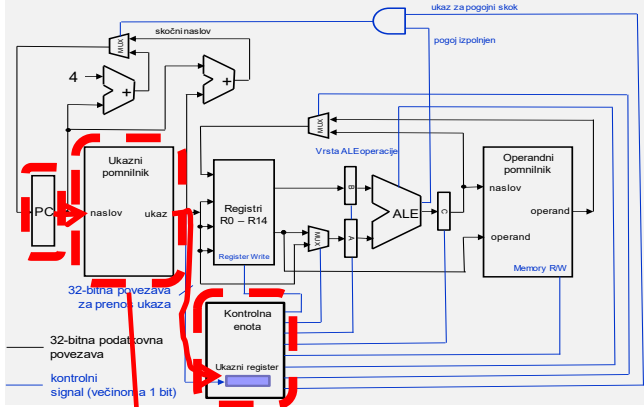 ukaz za pogojni skok
MUX
skočni naslov
pogoj izpolnjen
4
+
+
MUX
Ukazni
pomnilnik
Vrsta ALE operacije
Operandni
pomnilnik
PC
naslov
ukaz
Registri
R0 – R14
B
A
MUX
ALE
C
naslov
operand
operand
Register Write
Memory R/W
32-bitna povezava
za prenos ukaza
Kontrolna
enota
Ukazni register
32-bitna podatkovna
povezava
kontrolni
signal (večinoma 1 bit)